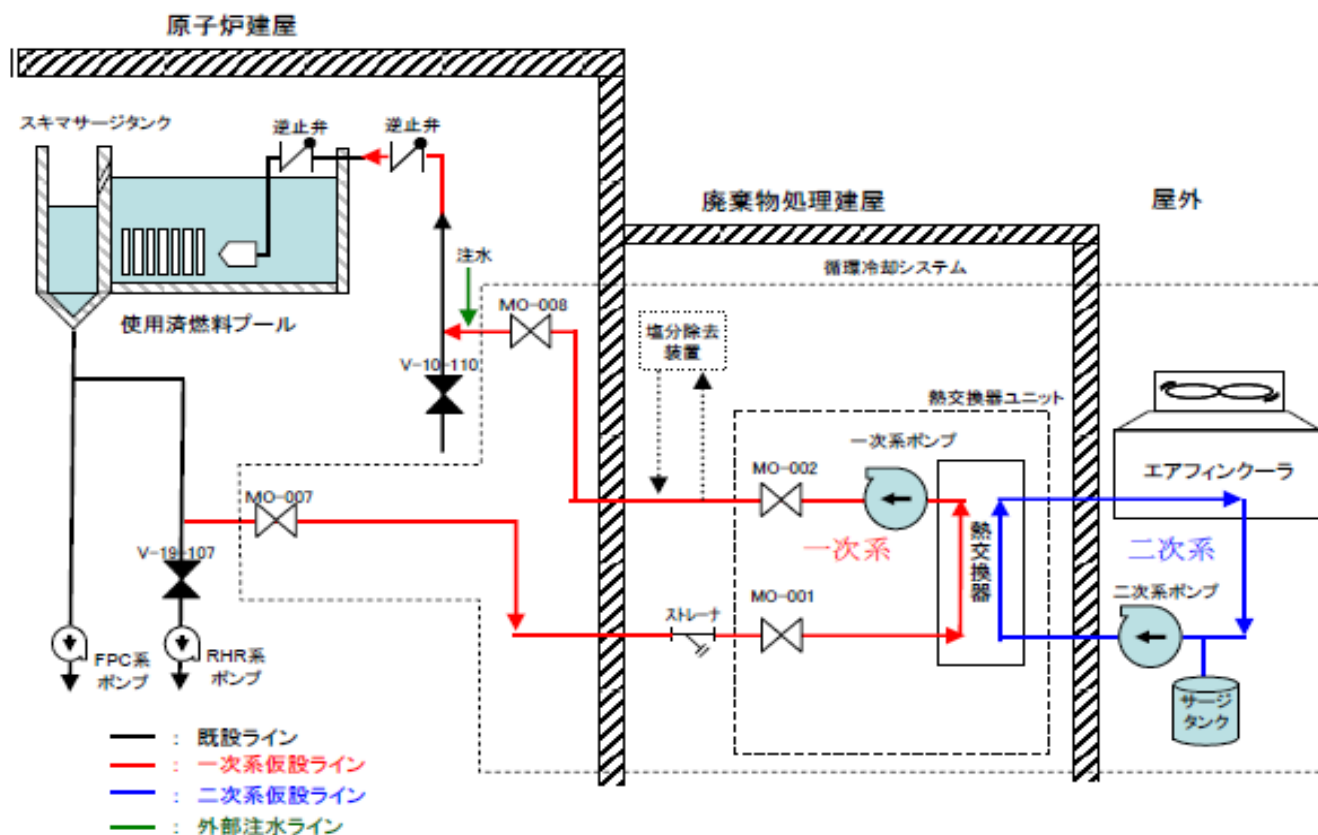 原子炉建屋
スキマサージタンク
逆止弁
逆止弁
廃棄物処理建屋
屋外
循環冷却システム
注水
MO-008
塩分除去
装置
使用済燃料プール
V-10-110
熱交換器ユニット
一次系ポンプ
エアフィンクーラ
MO-002
MO-007
一次系
熱交換器
二次系
V-19-107
MO-001
二次系ポンプ
ストレーナ
FPC系
ポンプ
RHR系
ポンプ
サージ
タンク
: 既設ライン
: 一次系仮設ライン
: 二次系仮設ライン
: 外部注水ライン